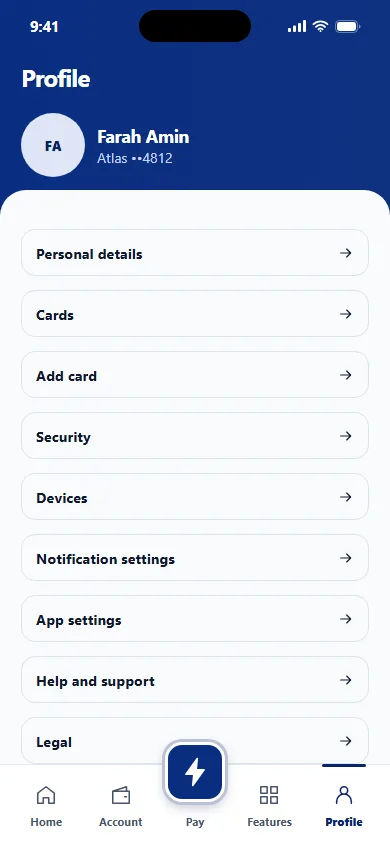 9:41
Profile
FA
Farah Amin
Atlas ••4812
Personal details
Cards
Add card
Security
Devices
Notification settings
App settings
Help and support
Legal
Home
Account
Pay
Features
Profile